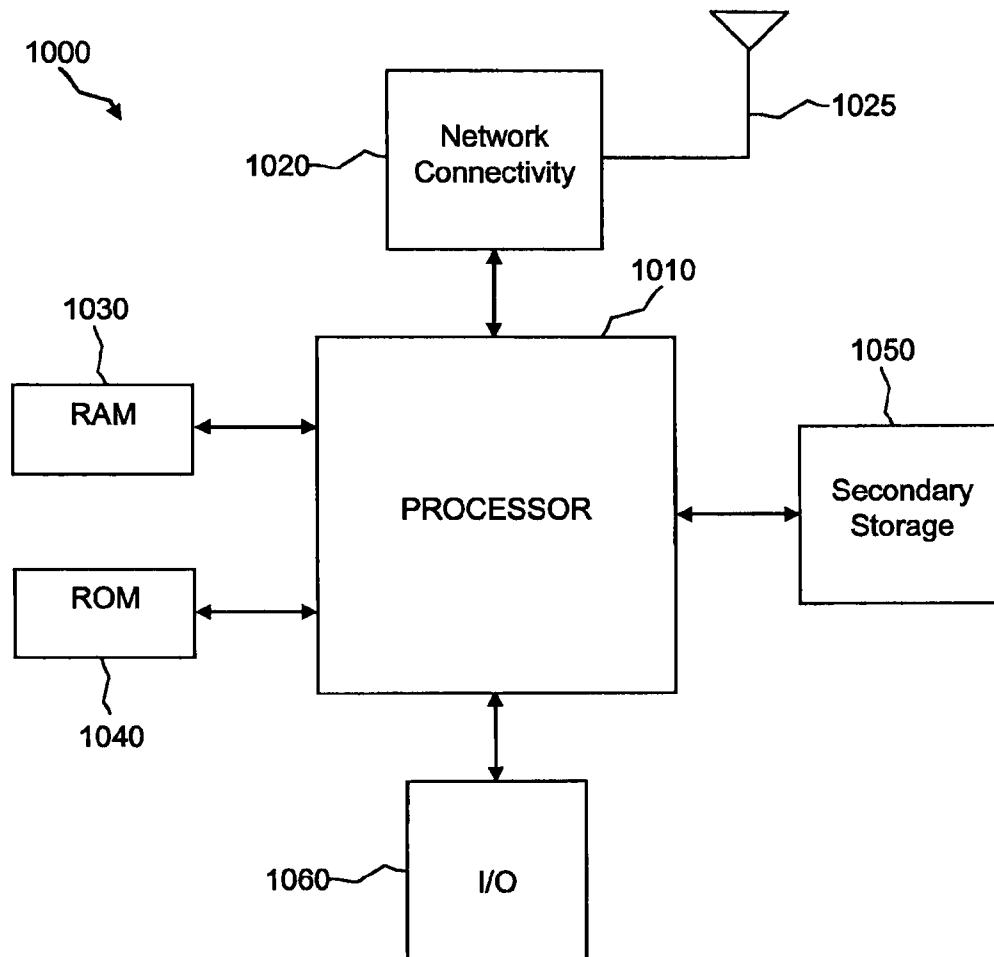 1000
Network
Connectivity
1020
1025
1010
1030
RAM
1050
PROCESSOR
Secondary
Storage
ROM
1040
1060
I/O